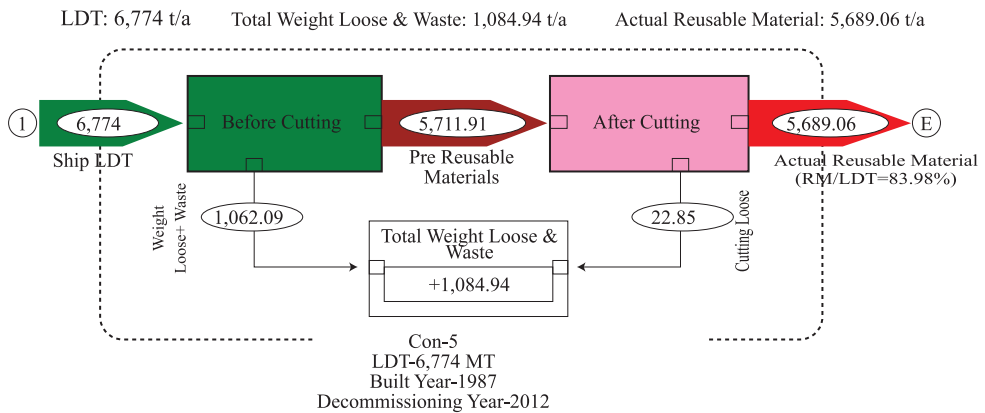 LDT: 6,774 t/a
Total Weight Loose & Waste: 1,084.94 t/a
Actual Reusable Material: 5,689.06 t/a
1
6,774
Ship LDT
Before Cutting
5,711.91
Pre Reusable
Materials
After Cutting
5,689.06
E
Actual Reusable Material
(RM/LDT=83.98%)
1,062.09
Weight
Loose+ Waste
22.85
Cutting Loose
Total Weight Loose &
Waste
+1,084.94
Con-5
LDT-6,774 MT
Built Year-1987
Decommissioning Year-2012